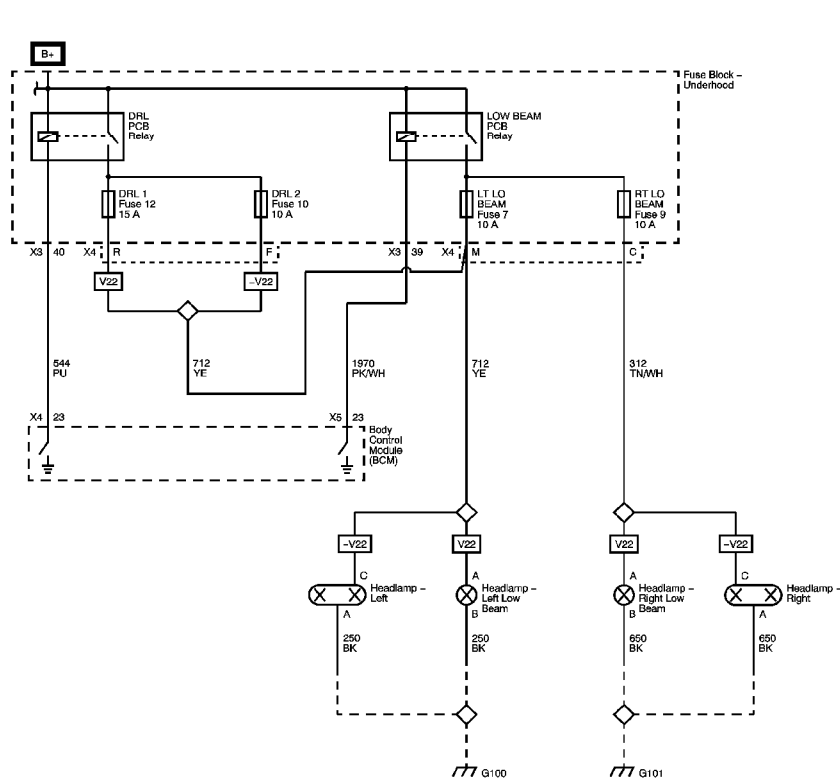 B+
Fuse Block –
Underhood
DRL
PCB
Relay
LOW BEAM
PCB
Relay
DRL 1
Fuse 12
15 A
DRL 2
Fuse 10
10 A
LT LO
BEAM
Fuse 7
10 A
RT LO
BEAM
Fuse 9
10 A
X3 40 X4 R F X3 39 X4 M C
V22 –V22
544
PU
712
YE
1970
PK/WH
712
YE
312
TN/WH
X4 23 X5 23
Body
Control
Module
(BCM)
–V22 V22 V22 –V22
C A A C
Headlamp –
Left
Headlamp –
Left Low
Beam
Headlamp –
Right Low
Beam
Headlamp –
Right
A B B A
250
BK
250
BK
650
BK
650
BK
G100 G101